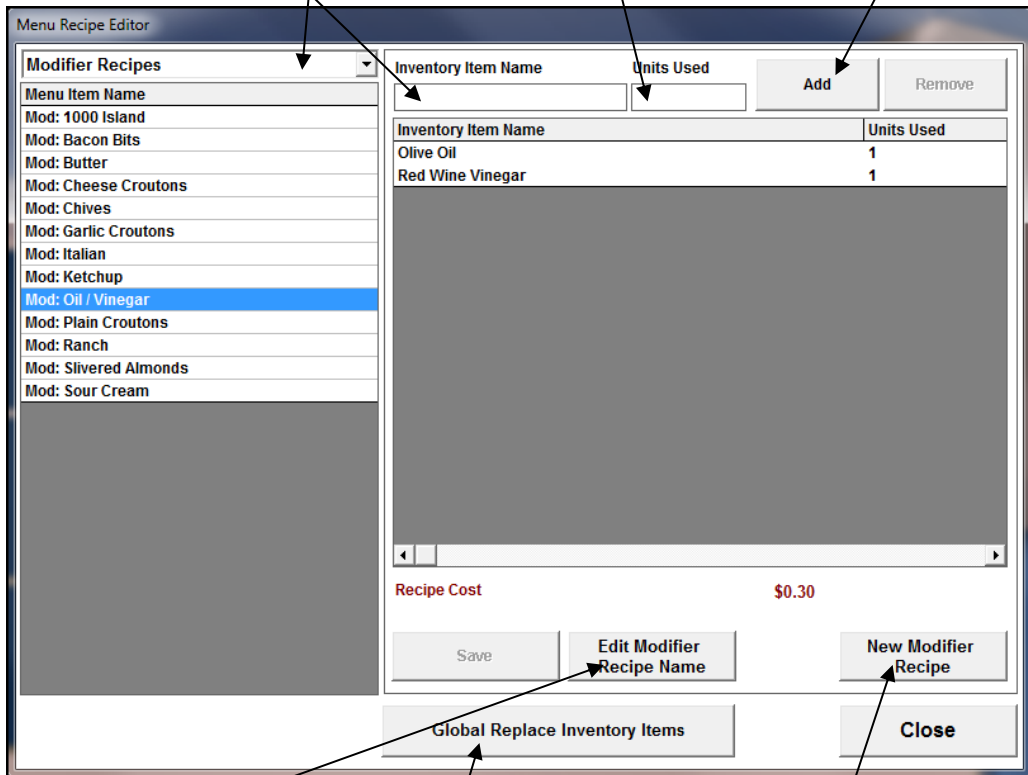 Menu Recipe Editor
Modifier Recipes
Menu Item Name
Mod: 1000 Island
Mod: Bacon Bits
Mod: Butter
Mod: Cheese Croutons
Mod: Chives
Mod: Garlic Croutons
Mod: Italian
Mod: Ketchup
Mod: Oil / Vinegar
Mod: Plain Croutons
Mod: Ranch
Mod: Slivered Almonds
Mod: Sour Cream
Inventory Item Name Units Used
Add Remove
Inventory Item Name Units Used
Olive Oil 1
Red Wine Vinegar 1
Recipe Cost $0.30
Save
Edit Modifier
Recipe Name
New Modifier
Recipe
Global Replace Inventory Items
Close